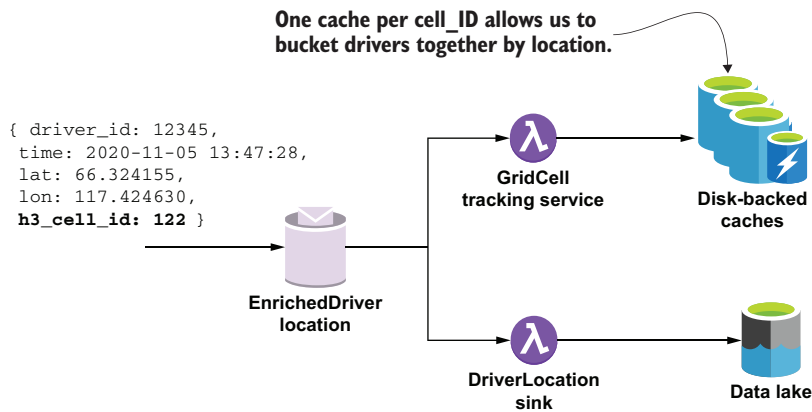 One cache per cell_ID allows us to
bucket drivers together by location.
{ driver_id: 12345,
time: 2020-11-05 13:47:28,
lat: 66.324155,
lon: 117.424630,
h3_cell_id: 122 }
EnrichedDriver
location
λ
GridCell
tracking service
Disk-backed
caches
λ
DriverLocation
sink
Data lake